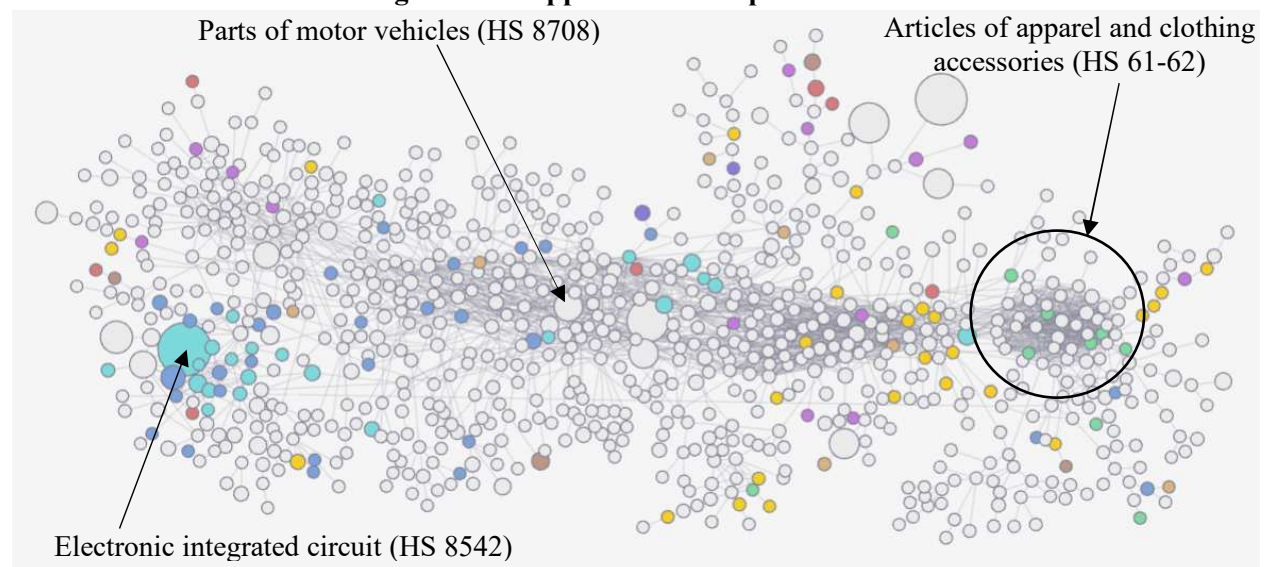 Parts of motor vehicles (HS 8708)
Articles of apparel and clothing
accessories (HS 61-62)
Electronic integrated circuit (HS 8542)